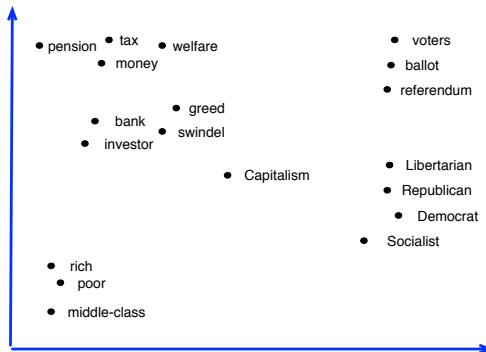 tax
voters
pension
welfare
money
ballot
referendum
greed
bank
swindel
investor
Libertarian
Capitalism
Republican
Democrat
Socialist
rich
poor
middle-class